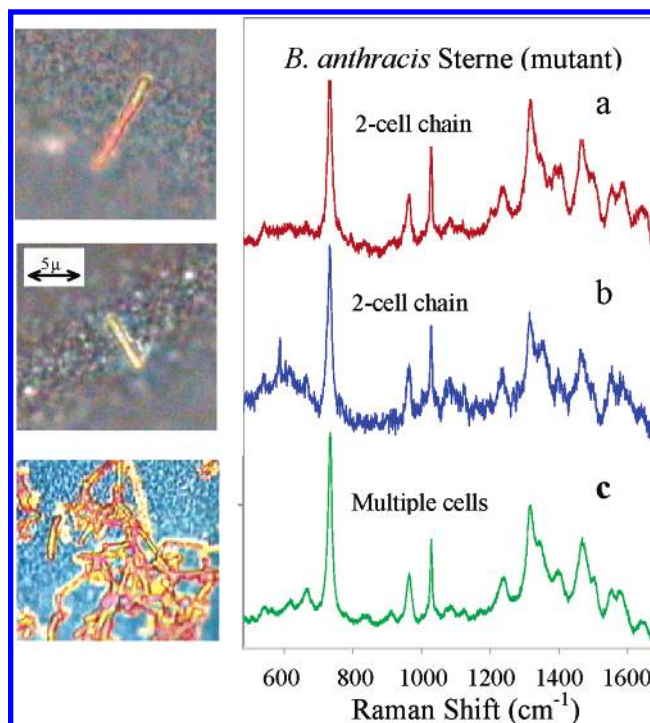 B. anthracis Sterne (mutant)
a
2-cell chain
5μ
b
2-cell chain
c
Multiple cells
600 800 1000 1200 1400 1600
Raman Shift (cm-1)